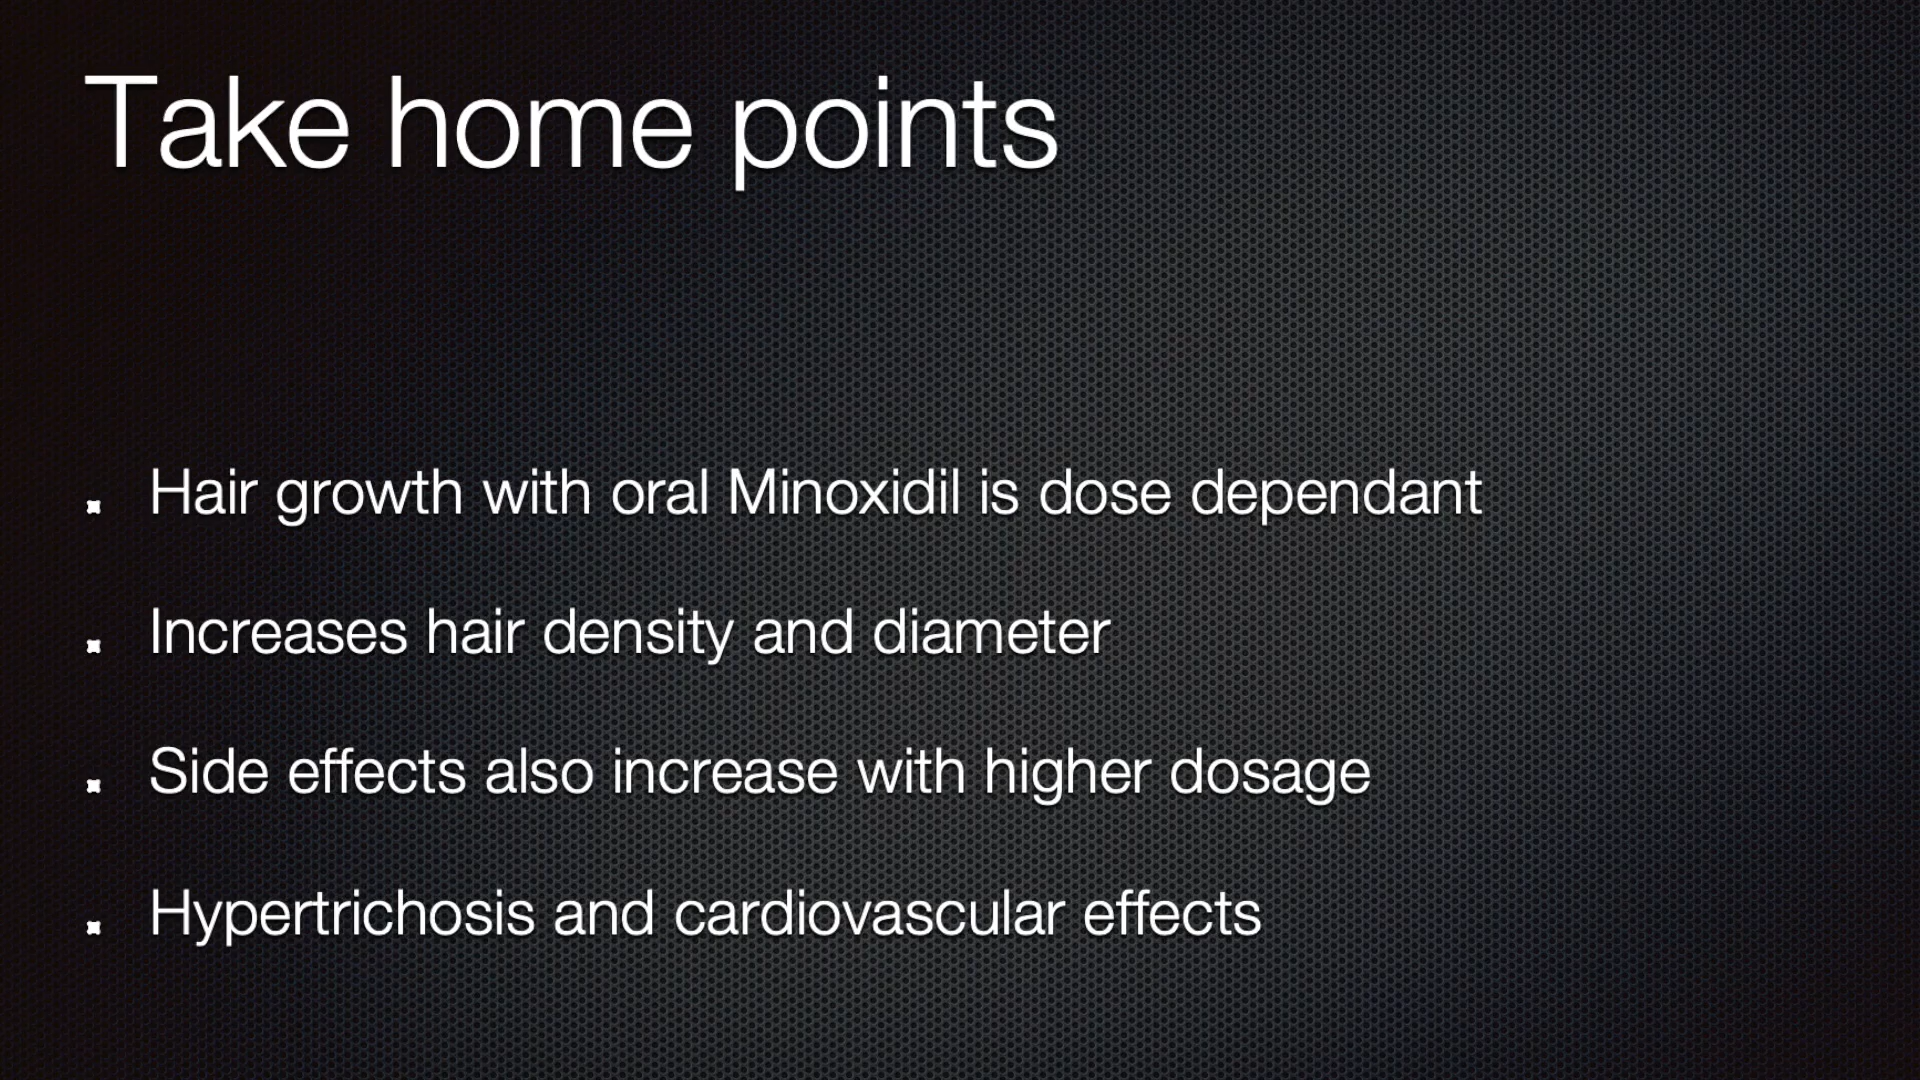 Take home points
Hair growth with oral Minoxidil is dose dependant
Increases hair density and diameter
Side effects also increase with higher dosage
Hypertrichosis and cardiovascular effects